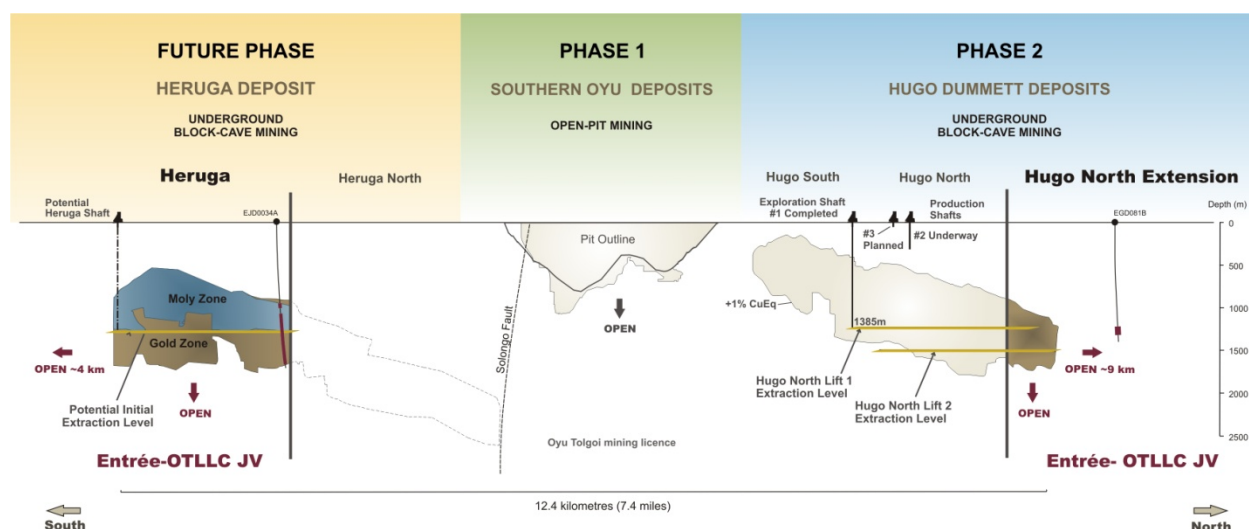 FUTURE PHASE
HERUGA DEPOSIT
UNDERGROUND
BLOCK-CAVE MINING
PHASE 1
SOUTHERN OYU DEPOSITS
OPEN-PIT MINING
PHASE 2
HUGO DUMMETT DEPOSITS
UNDERGROUND
BLOCK-CAVE MINING
Heruga
Heruga North
Potential
Heruga Shaft
EJD0034A
Moly Zone
Gold Zone
OPEN ~4 km
OPEN
Potential Initial
Extraction Level
Entrée-OTLLC JV
Pit Outline
Solongo Fault
OPEN
Oyu Tolgoi mining licence
Hugo South
Hugo North
Hugo North Extension
Exploration Shaft
#1 Completed
Production
Shafts
#3
Planned
#2 Underway
EGD081B
Depth (m)
0
500
1000
1500
2000
2500
+1% CuEq
1385m
Hugo North Lift 1
Extraction Level
Hugo North Lift 2
Extraction Level
OPEN ~9 km
OPEN
Entrée- OTLLC JV
12.4 kilometres (7.4 miles)
South
North